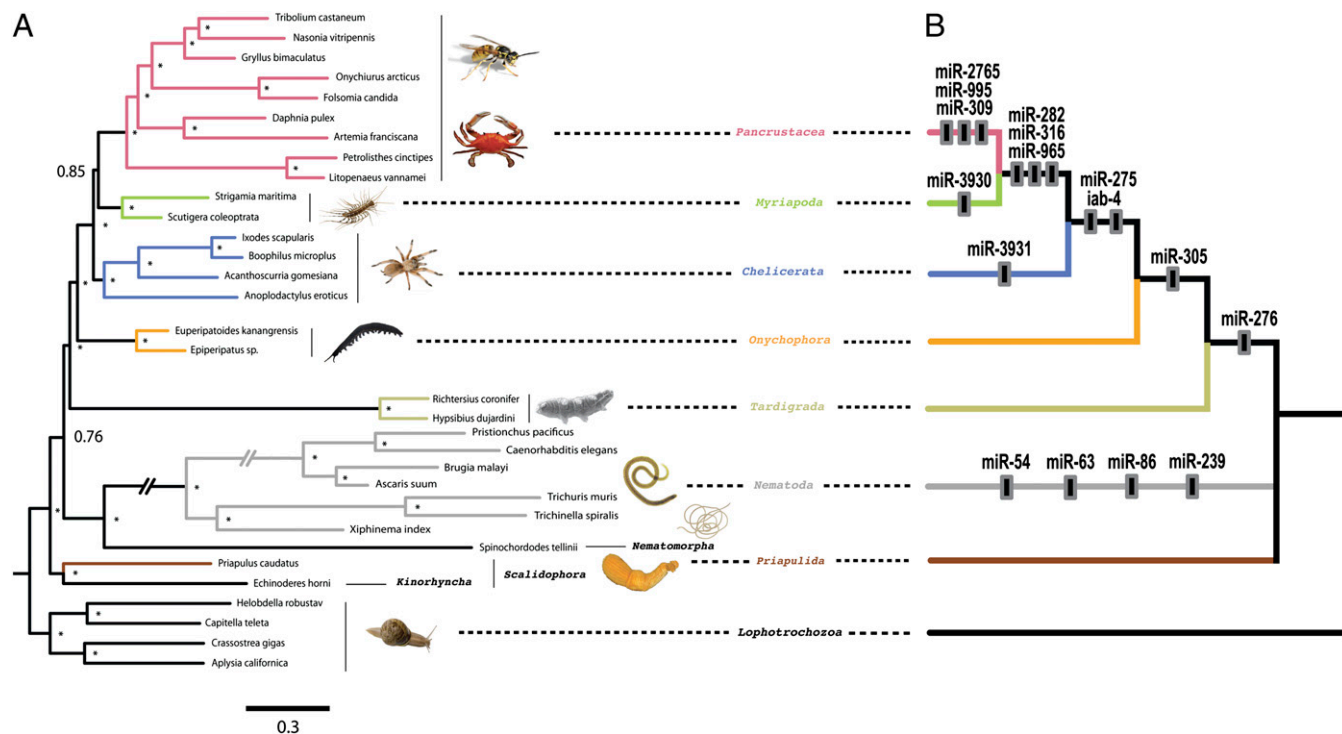 A
Tribolium castaneum
*
Nasonia vitripennis
*
Gryllus bimaculatus
*
Onychiurus arcticus
*
Folsomia candida
*
Daphnia pulex
*
Artemia franciscana
*
Petrolisthes cinctipes
*
Litopenaeus vannamei
Pancrustacea
0.85
Strigamia maritima
*
Scutigera coleoptrata
Myriapoda
*
Ixodes scapularis
*
Boophilus microplus
*
Acanthoscurria gomesiana
*
Anoplodactylus eroticus
Chelicerata
*
Euperipatoides kanangrensis
*
Epiperipatus sp.
Onychophora
*
Richtersius coronifer
*
Hypsibius dujardini
Tardigrada
0.76
Pristionchus pacificus
*
Caenorhabditis elegans
*
Brugia malayi
*
Ascaris suum
*
Trichuris muris
*
Trichinella spiralis
*
Xiphinema index
Nematoda
*
Spinochordodes tellinii
Nematomorpha
*
Priapulus caudatus
*
Echinoderes horni
Kinorhyncha
Scalidophora
Priapulida
Helobdella robustav
*
Capitella teleta
*
Crassostrea gigas
*
Aplysia californica
Lophotrochozoa
0.3
B
miR-2765
miR-995
miR-309
miR-282
miR-316
miR-965
miR-3930
miR-275
iab-4
miR-3931
miR-305
miR-276
miR-54
miR-63
miR-86
miR-239